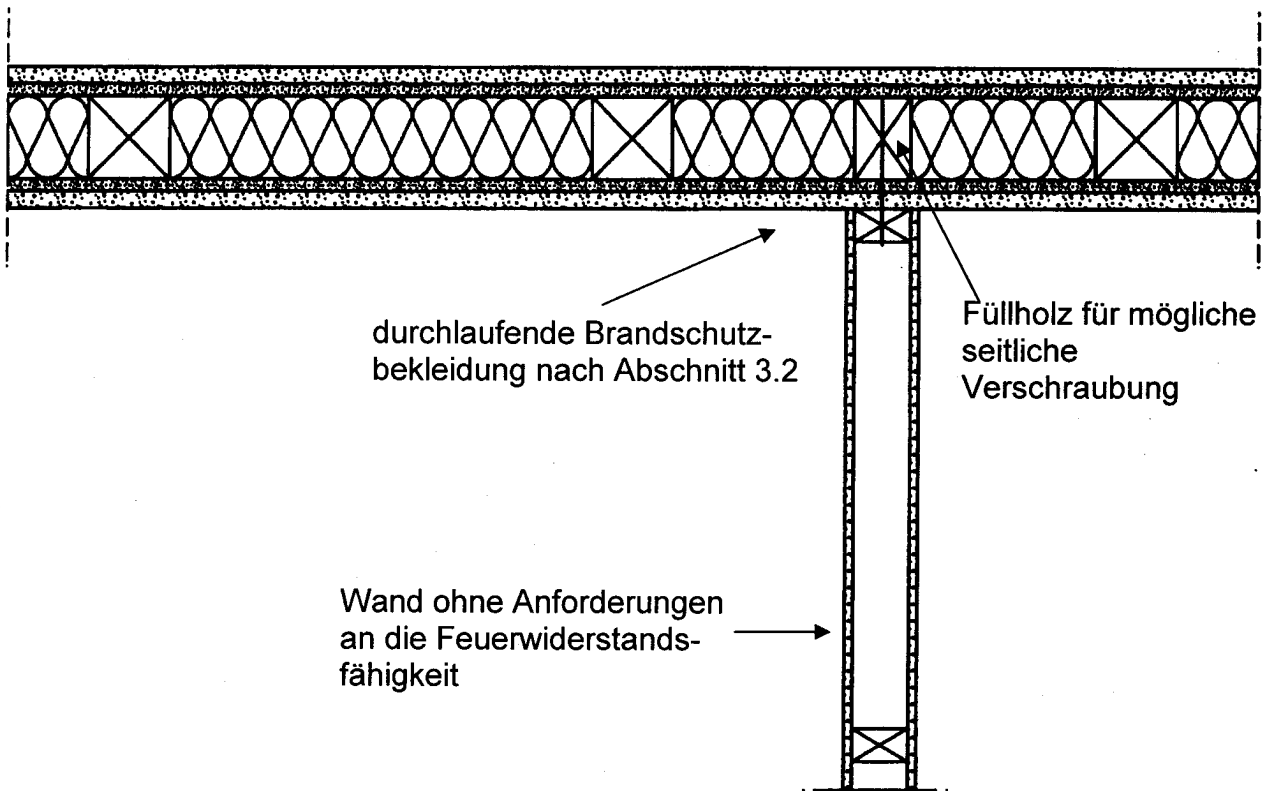 durchlaufende Brandschutz-
bekleidung nach Abschnitt 3.2
Füllholz für mögliche
seitliche
Verschraubung
Wand ohne Anforderungen
an die Feuerwiderstands-
fähigkeit